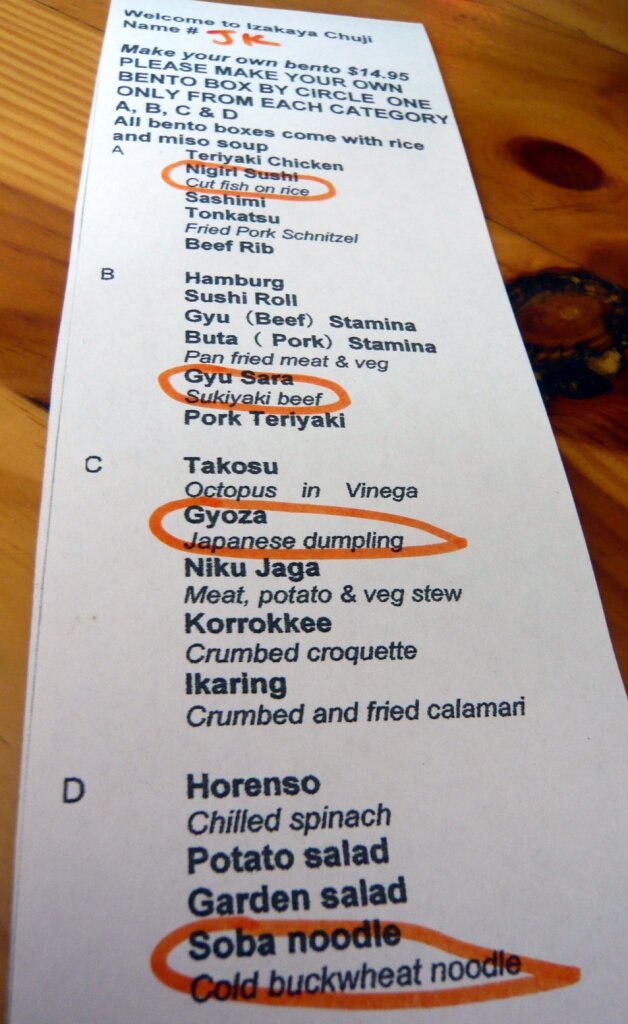 Welcome to Izakaya Chuji
Name # JK
Make your own bento $14.95
PLEASE MAKE YOUR OWN
BENTO BOX BY CIRCLE ONE
ONLY FROM EACH CATEGORY
A, B, C & D
All bento boxes come with rice
and miso soup
A Teriyaki Chicken
Nigiri Sushi
Cut fish on rice
Sashimi
Tonkatsu
Fried Pork Schnitzel
Beef Rib
B Hamburg
Sushi Roll
Gyu (Beef) Stamina
Buta ( Pork) Stamina
Pan fried meat & veg
Gyu Sara
Sukiyaki beef
Pork Teriyaki
C Takosu
Octopus in Vinega
Gyoza
Japanese dumpling
Niku Jaga
Meat, potato & veg stew
Korrokkee
Crumbed croquette
Ikaring
Crumbed and fried calamari
D Horenso
Chilled spinach
Potato salad
Garden salad
Soba noodle
Cold buckwheat noodle